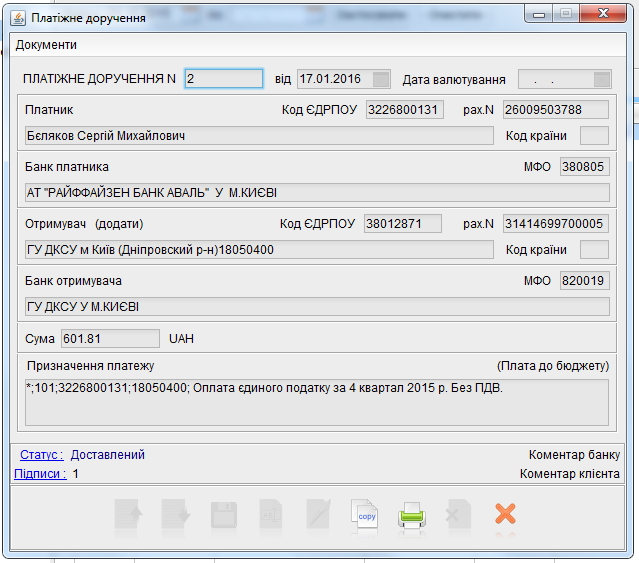 Платіжне доручення
Документи
ПЛАТІЖНЕ ДОРУЧЕННЯ N 2 від 17.01.2016 Дата валютування . .
Платник Код ЄДРПОУ 3226800131 рах.N 26009503788
Бєляков Сергій Михайлович Код країни
Банк платника МФО 380805
АТ "РАЙФФАЙЗЕН БАНК АВАЛЬ" У М.КИЄВІ
Отримувач (додати) Код ЄДРПОУ 38012871 рах.N 31414699700005
ГУ ДКСУ м Київ (Дніпровский р-н)18050400 Код країни
Банк отримувача МФО 820019
ГУ ДКСУ У М.КИЄВІ
Сума 601.81 UAH
Призначення платежу (Плата до бюджету)
*;101;3226800131;18050400; Оплата єдиного податку за 4 квартал 2015 р. Без ПДВ.
Статус : Доставлений Коментар банку
Підписи : 1 Коментар клієнта
copy